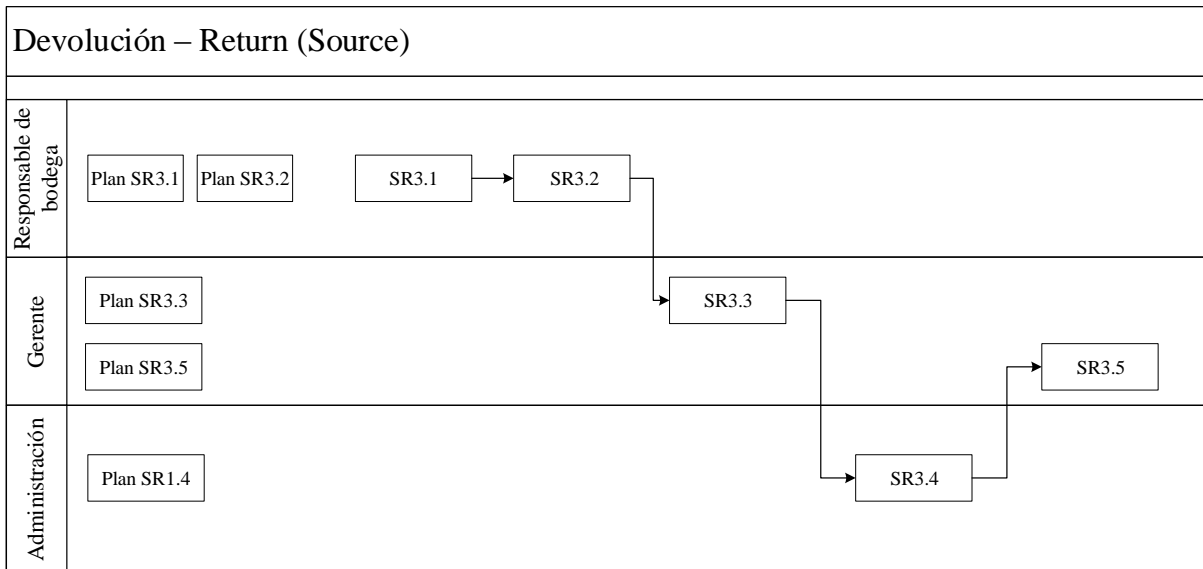 Devolución – Return (Source)
Responsable de
bodega
Plan SR3.1
Plan SR3.2
SR3.1
SR3.2
Gerente
Plan SR3.3
SR3.3
Plan SR3.5
SR3.5
Administración
Plan SR1.4
SR3.4